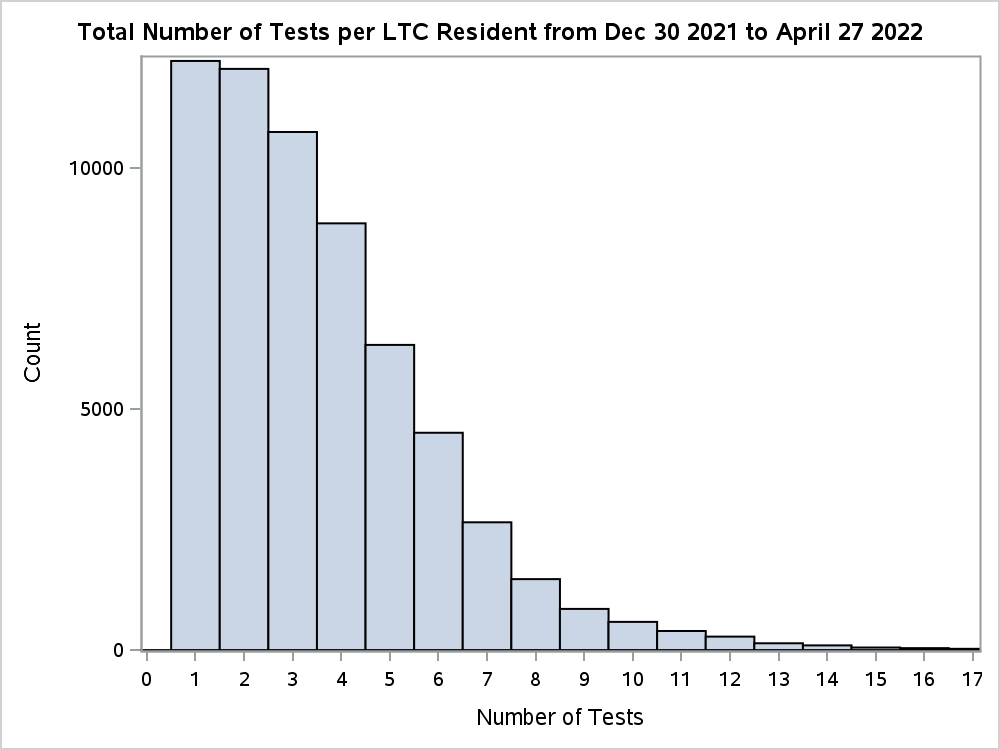 Total Number of Tests per LTC Resident from Dec 30 2021 to April 27 2022
10000
5000
0
Count
0 1 2 3 4 5 6 7 8 9 10 11 12 13 14 15 16 17
Number of Tests